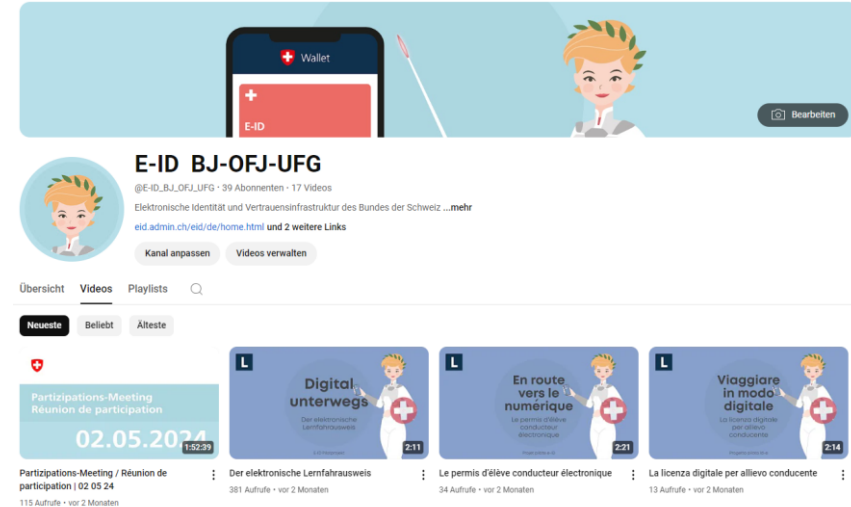 Wallet
E-ID
Bearbeiten
E-ID BJ-OFJ-UFG
@E-ID_BJ_OFJ_UFG • 39 Abonnenten • 17 Videos
Elektronische Identität und Vertrauensinfrastruktur des Bundes der Schweiz ...mehr
eid.admin.ch/eid/de/home.html und 2 weitere Links
Kanal anpassen Videos verwalten
Übersicht Videos Playlists
Neueste Beliebt Älteste
Partizipations-Meeting
Réunion de participation
02.05.2024
1:52:39
Partizipations-Meeting / Réunion de
participation | 02 05 24
115 Aufrufe • vor 2 Monaten
L
Digital
unterwegs
Der elektronische
Lernfahrausweis
2:11
Der elektronische Lernfahrausweis
381 Aufrufe • vor 2 Monaten
L
En route
vers le
numérique
Le permis d'élève
conducteur
électronique
2:21
Le permis d'élève conducteur électronique
34 Aufrufe • vor 2 Monaten
L
Viaggiare
in modo
digitale
La licenza digitale
per allievo
conducente
2:14
La licenza digitale per allievo conducente
13 Aufrufe • vor 2 Monaten